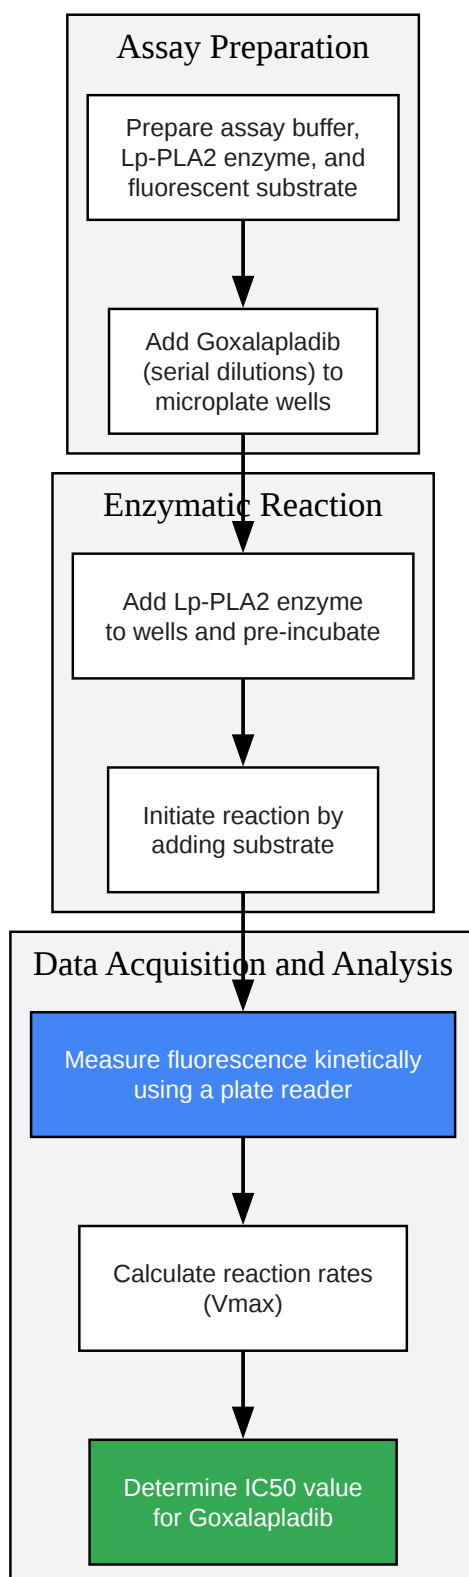 Assay Preparation
Prepare assay buffer,
Lp-PLA2 enzyme, and
fluorescent substrate
Add Goxalapladib
(serial dilutions) to
microplate wells
Enzymatic Reaction
Add Lp-PLA2 enzyme
to wells and pre-incubate
Initiate reaction by
adding substrate
Data Acquisition and Analysis
Measure fluorescence kinetically
using a plate reader
Calculate reaction rates
(Vmax)
Determine IC50 value
for Goxalapladib